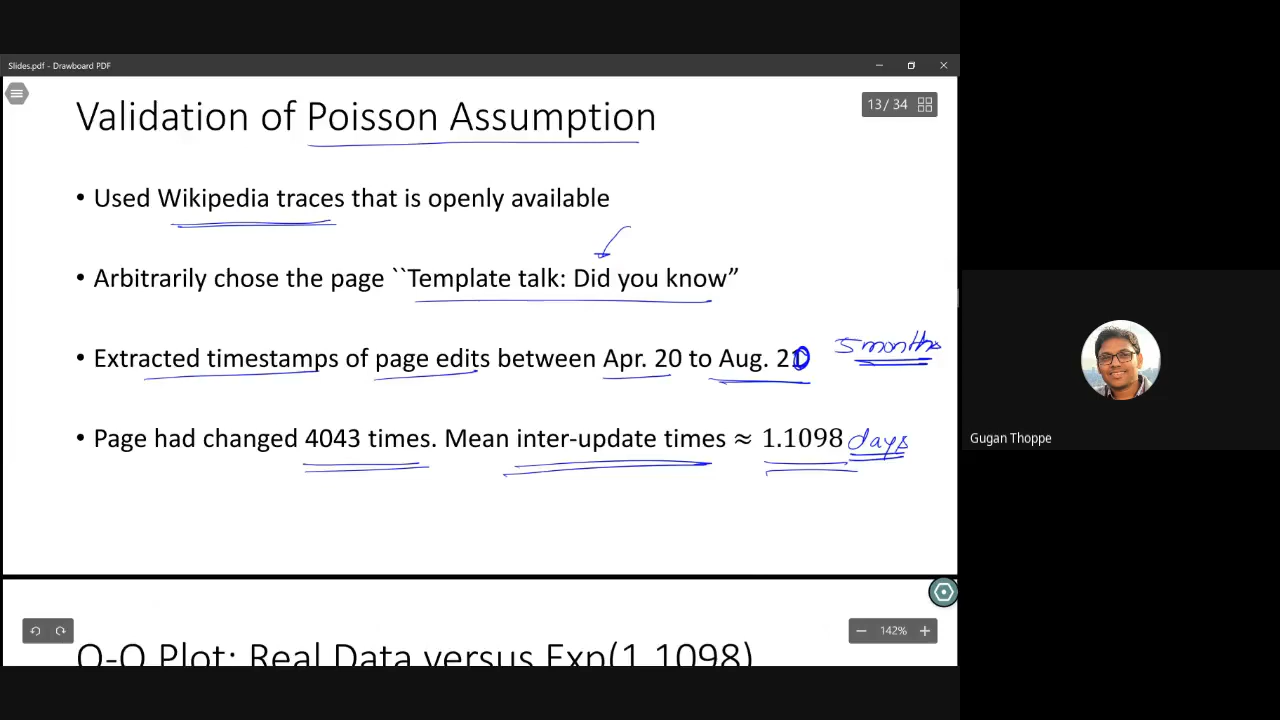 Slides.pdf - Drawboard PDF
Validation of Poisson Assumption
13 / 34
• Used Wikipedia traces that is openly available
• Arbitrarily chose the page ``Template talk: Did you know”
• Extracted timestamps of page edits between Apr. 20 to Aug. 20 5 months
• Page had changed 4043 times. Mean inter-update times ≈ 1.1098 days
Gugan Thoppe
142%
Q-Q Plot: Real Data versus Exp(1.1098)